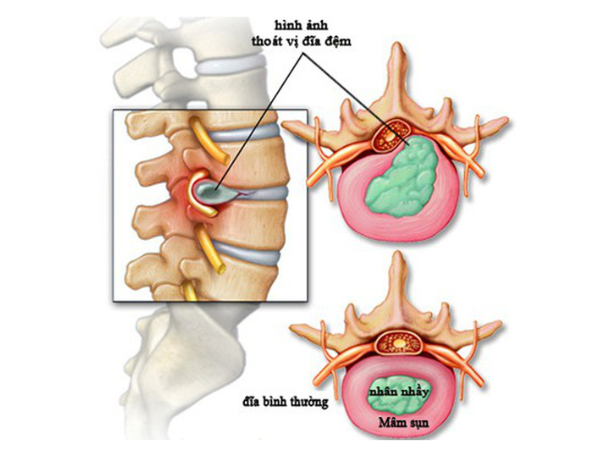 hình ảnh
thoát vị đĩa đệm
nhân nhầy
đĩa bình thường
Mâm sụn